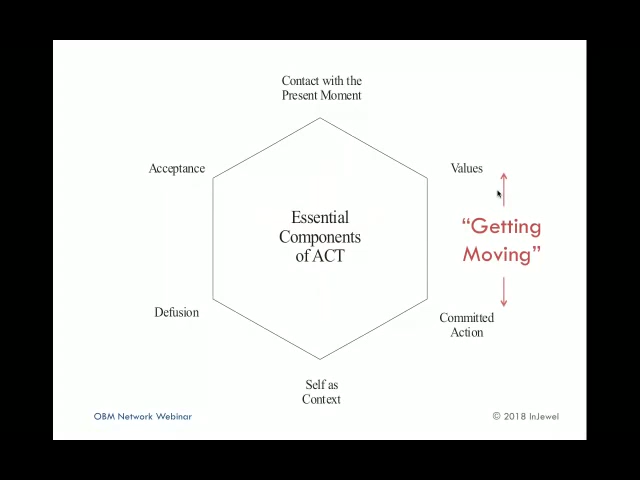 Contact with the
Present Moment
Acceptance
Values
Essential
Components
of ACT
“Getting
Moving”
Defusion
Committed
Action
Self as
Context
OBM Network Webinar
© 2018 InJewel